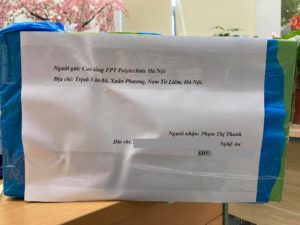 Người gửi: Cao đẳng FPT Polytechnic Hà Nội
Địa chỉ: Trịnh Văn Bô, Xuân Phương, Nam Từ Liêm, Hà Nội.
Người nhận: Phạm Thị Thanh
Địa chỉ: Nghệ An
SĐT: